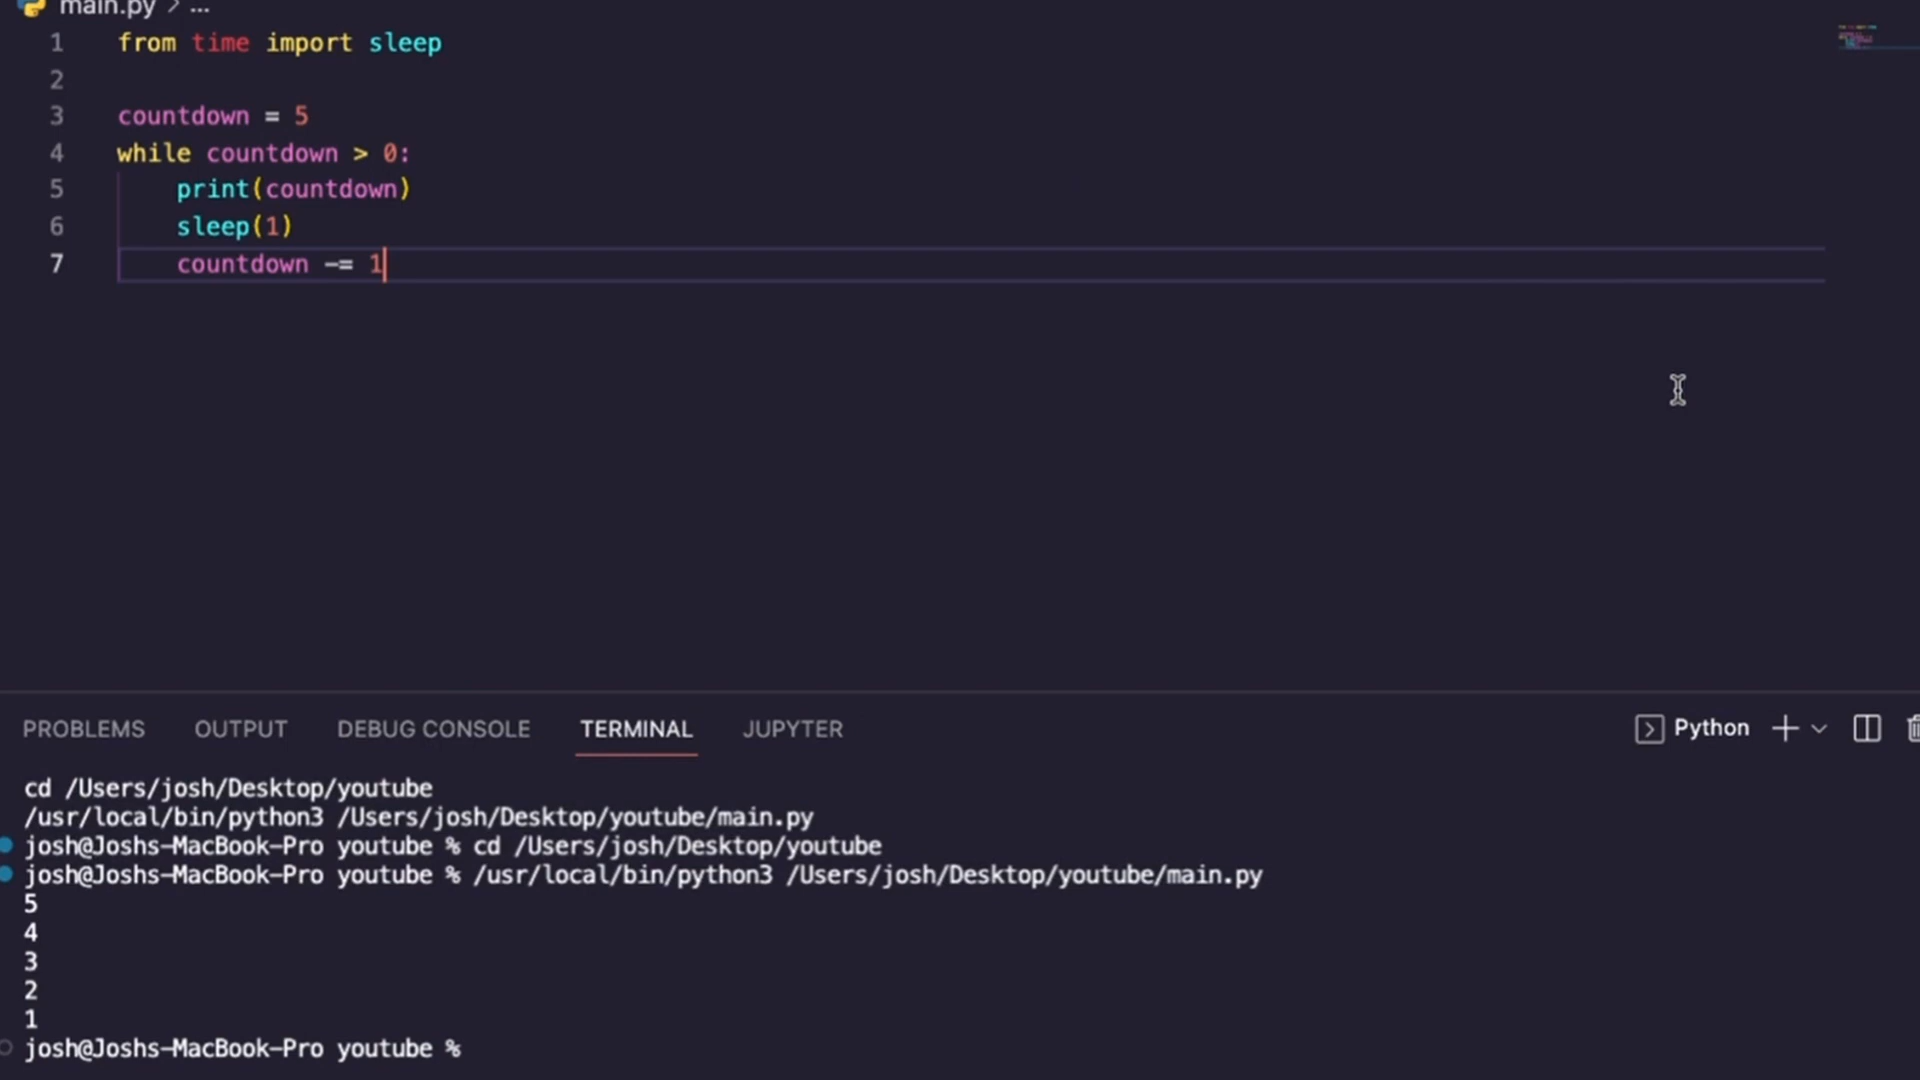 main.py > ...
1 from time import sleep
2
3 countdown = 5
4 while countdown > 0:
5     print(countdown)
6     sleep(1)
7     countdown -= 1
PROBLEMS OUTPUT DEBUG CONSOLE TERMINAL JUPYTER Python
cd /Users/josh/Desktop/youtube
/usr/local/bin/python3 /Users/josh/Desktop/youtube/main.py
josh@Joshs-MacBook-Pro youtube % cd /Users/josh/Desktop/youtube
josh@Joshs-MacBook-Pro youtube % /usr/local/bin/python3 /Users/josh/Desktop/youtube/main.py
5
4
3
2
1
josh@Joshs-MacBook-Pro youtube %